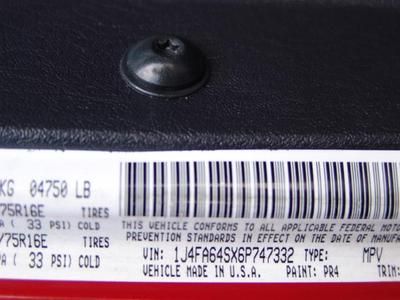 KG 04750 LB
/75R16E TIRES
A ( 33 PSI) COLD
/75R16E TIRES
A ( 33 PSI) COLD
THIS VEHICLE CONFORMS TO ALL APPLICABLE FEDERAL MOTO
PREVENTION STANDARDS IN EFFECT ON THE DATE OF MANUFA
VIN: 1J4FA64SX6P747332 TYPE: MPV
VEHICLE MADE IN U.S.A. PAINT: PR4 TRIM: